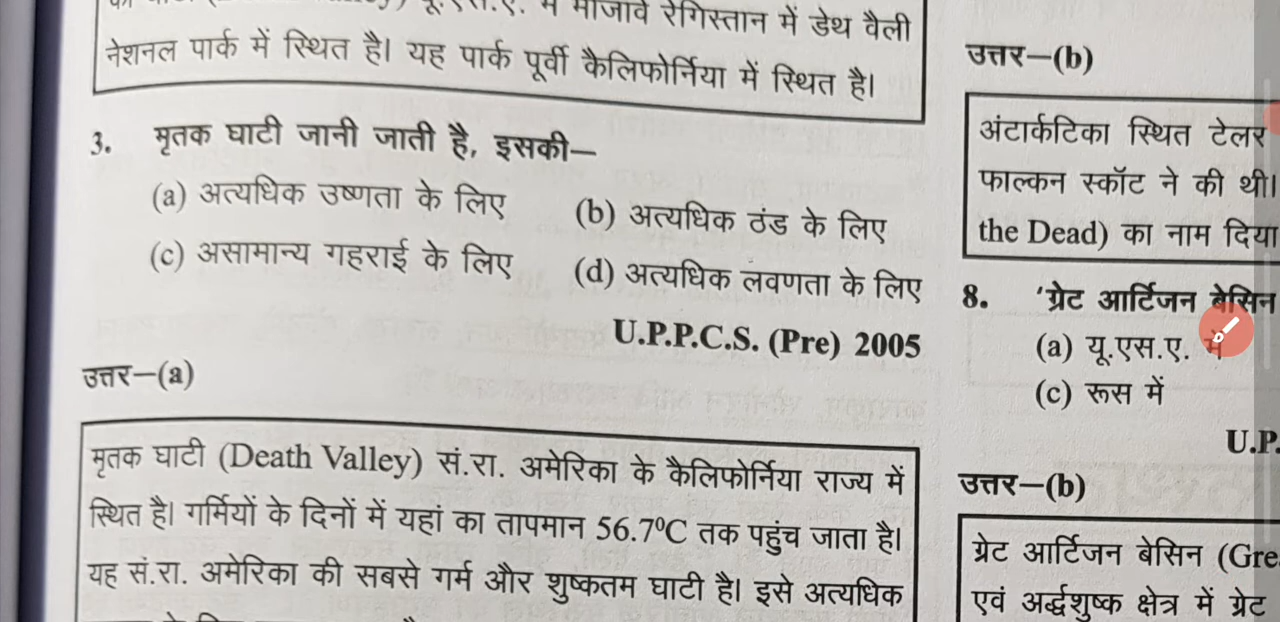 में माजावे रेगिस्तान में डेथ वैली
नेशनल पार्क में स्थित है। यह पार्क पूर्वी कैलिफोर्निया में स्थित है।
3. मृतक घाटी जानी जाती है, इसकी—
(a) अत्यधिक उष्णता के लिए (b) अत्यधिक ठंड के लिए
(c) असामान्य गहराई के लिए (d) अत्यधिक लवणता के लिए
U.P.P.C.S. (Pre) 2005
उत्तर—(a)
मृतक घाटी (Death Valley) सं.रा. अमेरिका के कैलिफोर्निया राज्य में
स्थित है। गर्मियों के दिनों में यहां का तापमान 56.7⁰C तक पहुंच जाता है।
यह सं.रा. अमेरिका की सबसे गर्म और शुष्कतम घाटी है। इसे अत्यधिक
उत्तर—(b)
अंटार्कटिका स्थित टेलर
फाल्कन स्कॉट ने की थी।
the Dead) का नाम दिया
8. 'ग्रेट आर्टिजन बेसिन
(a) यू.एस.ए. में
(c) रूस में
U.P.
उत्तर—(b)
ग्रेट आर्टिजन बेसिन (Gre
एवं अर्द्धशुष्क क्षेत्र में ग्रेट